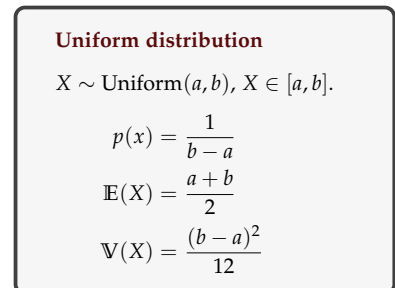 Uniform distribution
X ∼ Uniform(a, b), X ∈ [a, b].
p(x) = 1 / (b − a)
𝔼(X) = (a + b) / 2
𝕍(X) = (b − a)² / 12